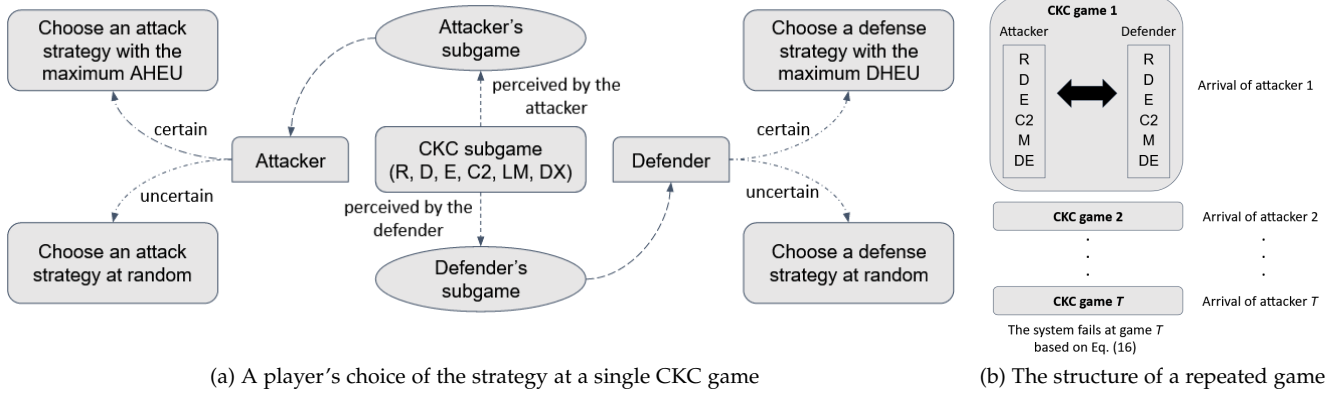 Choose an attack
strategy with the
maximum AHEU
Attacker's
subgame
Choose a defense
strategy with the
maximum DHEU
perceived by the
attacker
certain
certain
Attacker
CKC subgame
(R, D, E, C2, LM, DX)
Defender
uncertain
uncertain
perceived by the
defender
Choose an attack
strategy at random
Defender's
subgame
Choose a defense
strategy at random
(a) A player's choice of the strategy at a single CKC game
CKC game 1
Attacker
Defender
R
D
E
C2
M
DE
R
D
E
C2
M
DE
Arrival of attacker 1
CKC game 2
Arrival of attacker 2
CKC game T
Arrival of attacker T
The system fails at game T
based on Eq. (16)
(b) The structure of a repeated game